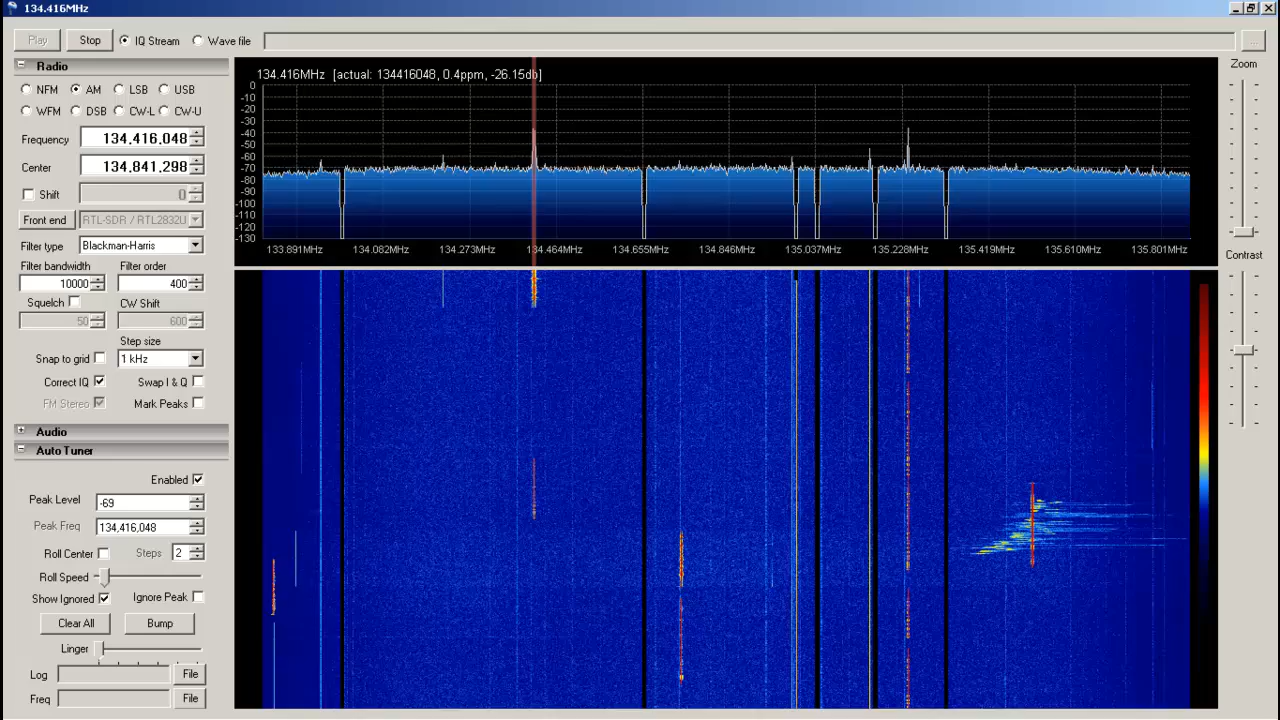 134.416MHz
Play Stop IQ Stream Wave file ...
Radio
NFM AM LSB USB
WFM DSB CW-L CW-U
Frequency 134.416.048
Center 134.841.298
Shift 0
Front end RTL-SDR / RTL2832U
Filter type Blackman-Harris
Filter bandwidth Filter order
10000 400
Squelch CW Shift
50 600
Step size
Snap to grid 1 kHz
Correct IQ Swap I & Q
FM Stereo Mark Peaks
Audio
Auto Tuner
Enabled
Peak Level -69
Peak Freq 134,416,048
Roll Center Steps 2
Roll Speed
Show Ignored Ignore Peak
Clear All Bump
Linger
Log File
Freq File
134.416MHz [actual: 134416048, 0.4ppm, -26.15db]
0
-10
-20
-30
-40
-50
-60
-70
-80
-90
-100
-110
-120
-130
133.891MHz 134.082MHz 134.273MHz 134.464MHz 134.655MHz 134.846MHz 135.037MHz 135.228MHz 135.419MHz 135.610MHz 135.801MHz
Zoom
Contrast